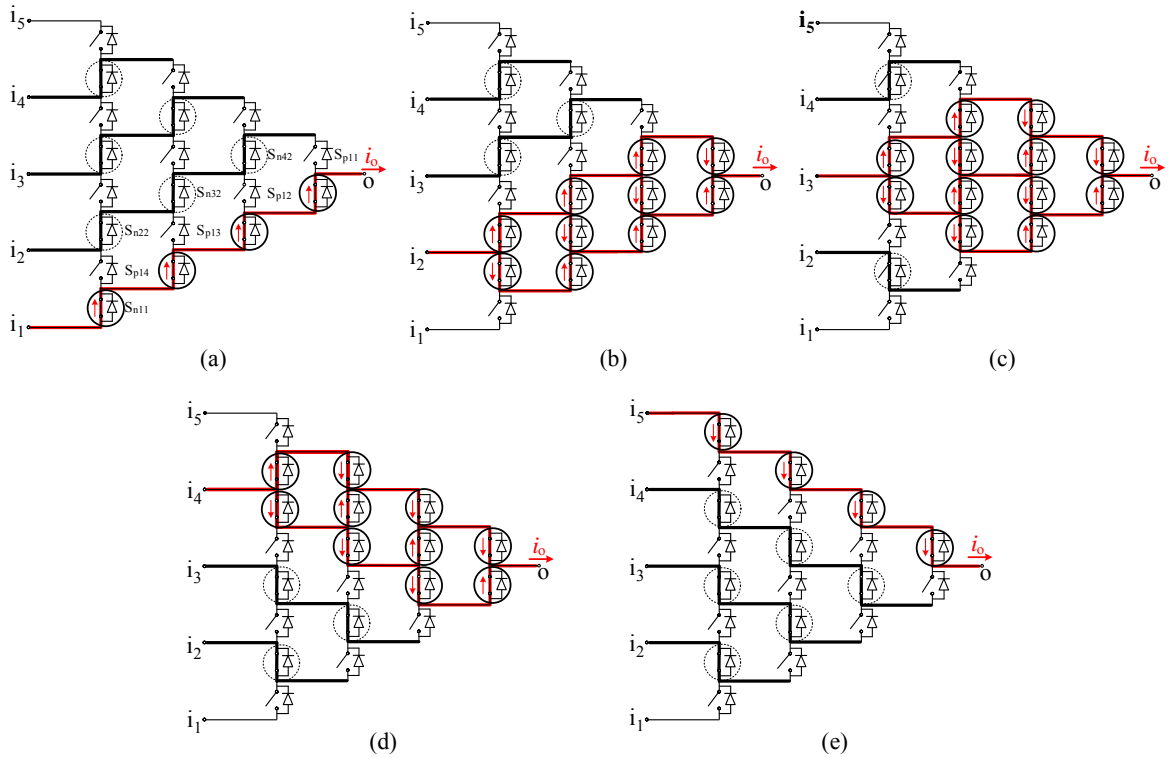 i5
i4
i3
i2
i1
Sn42
Sp11
io
o
Sn32
Sp12
Sn22
Sp13
Sp14
Sn11
(a)
i5
i4
i3
i2
i1
io
o
(b)
i5
i4
i3
i2
i1
io
o
(c)
i5
i4
i3
i2
i1
io
o
(d)
i5
i4
i3
i2
i1
io
o
(e)